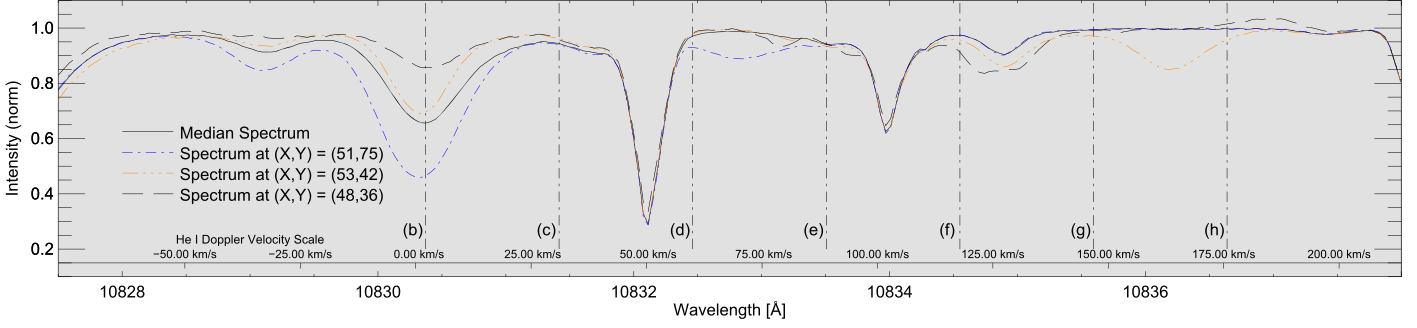 1.0
0.8
0.6
0.4
0.2
Intensity (norm)
Median Spectrum
Spectrum at (X,Y) = (51,75)
Spectrum at (X,Y) = (53,42)
Spectrum at (X,Y) = (48,36)
(b) (c) (d) (e) (f) (g) (h)
He I Doppler Velocity Scale
−50.00 km/s −25.00 km/s 0.00 km/s 25.00 km/s 50.00 km/s 75.00 km/s 100.00 km/s 125.00 km/s 150.00 km/s 175.00 km/s 200.00 km/s
10828 10830 10832 10834 10836
Wavelength [Å]